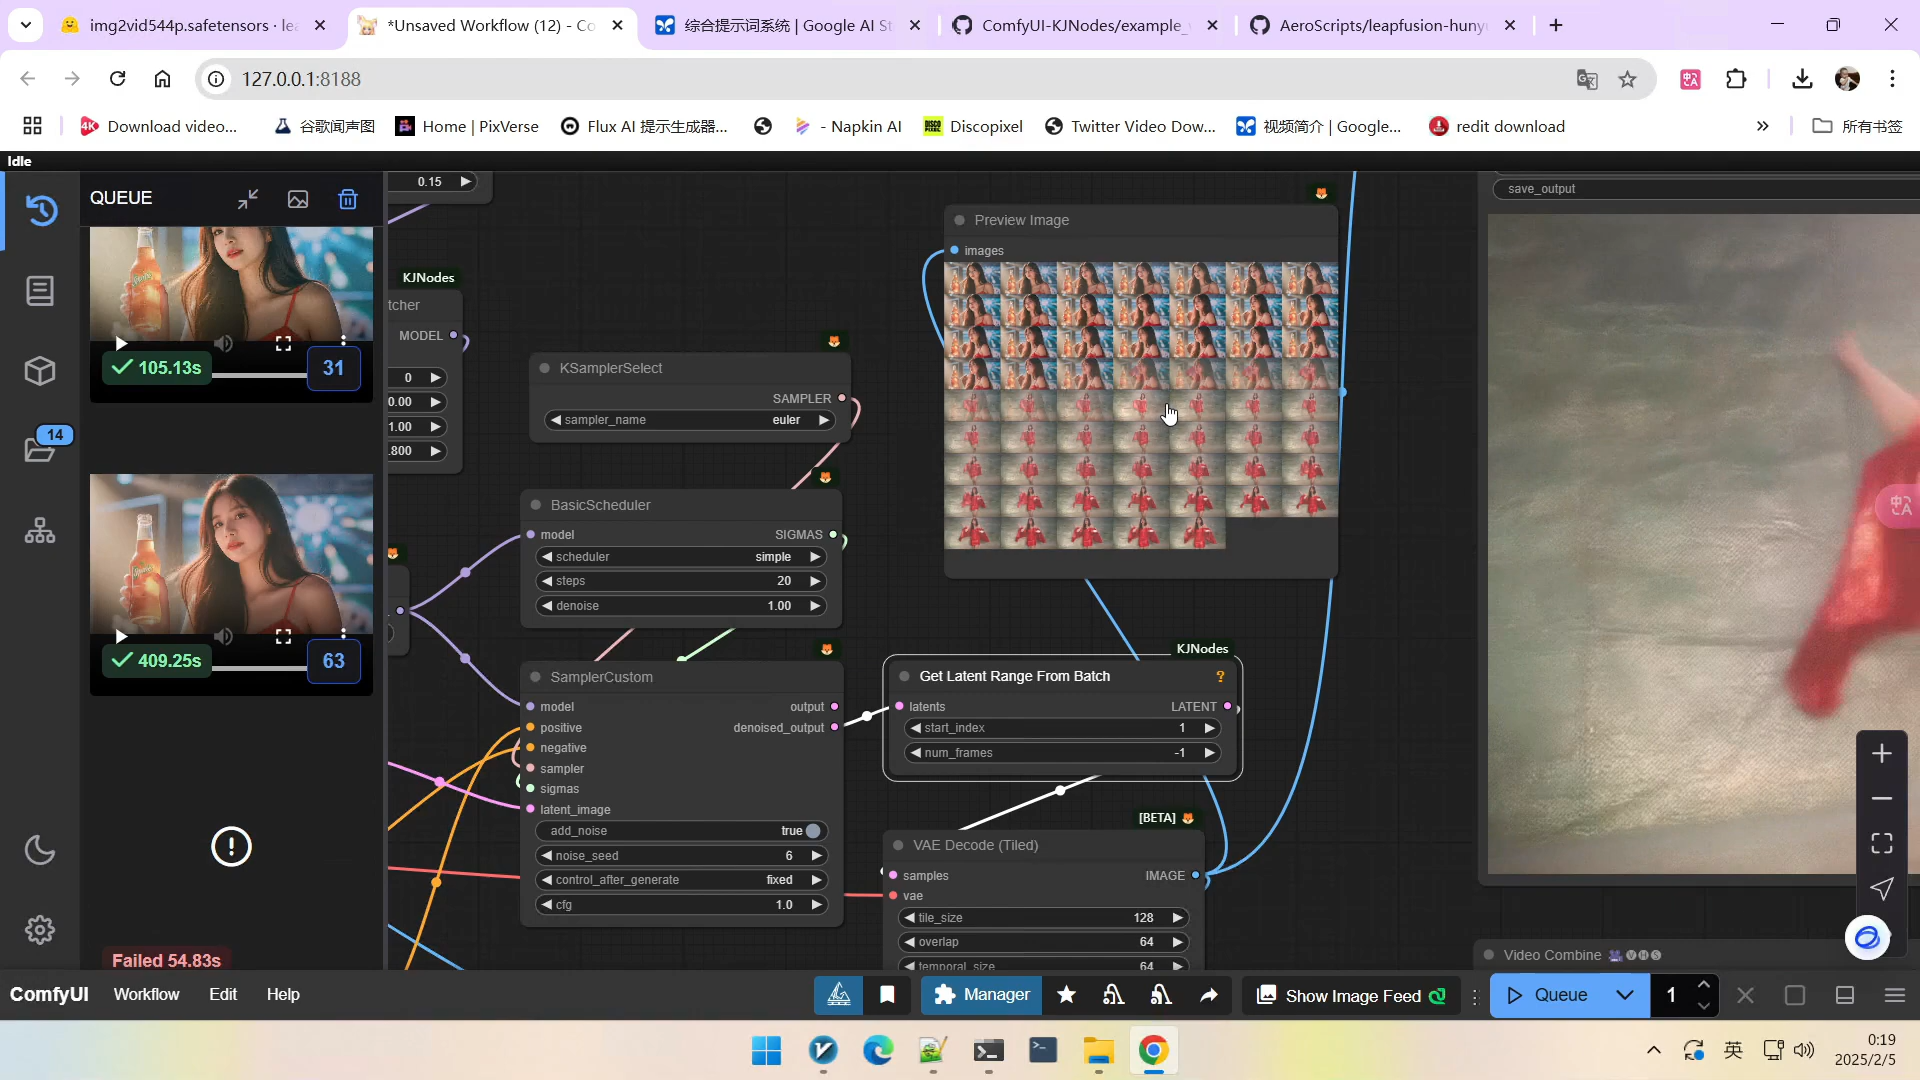 img2vid544p.safetensors · le
*Unsaved Workflow (12) - Co
综合提示词系统 | Google AI St
ComfyUI-KJNodes/example_
AeroScripts/leapfusion-huny
127.0.0.1:8188
Download video...
谷歌闻声图
Home | PixVerse
Flux AI 提示生成器...
- Napkin AI
Discopixel
Twitter Video Dow...
视频简介 | Google...
redit download
所有书签
Idle
QUEUE
105.13s
31
409.25s
63
Failed 54.83s
14
0.15
KJNodes
tcher
MODEL
0
0.00
1.00
.800
KSamplerSelect
SAMPLER
sampler_name
euler
BasicScheduler
model
SIGMAS
scheduler
simple
steps
20
denoise
1.00
SamplerCustom
model
output
positive
denoised_output
negative
sampler
sigmas
latent_image
add_noise
true
noise_seed
6
control_after_generate
fixed
cfg
1.0
Preview Image
images
KJNodes
Get Latent Range From Batch
?
latents
LATENT
start_index
1
num_frames
-1
[BETA]
VAE Decode (Tiled)
samples
IMAGE
vae
tile_size
128
overlap
64
temporal_size
64
save_output
Video Combine
VHS
ComfyUI
Workflow
Edit
Help
Manager
Show Image Feed
Queue
1
英
0:19
2025/2/5